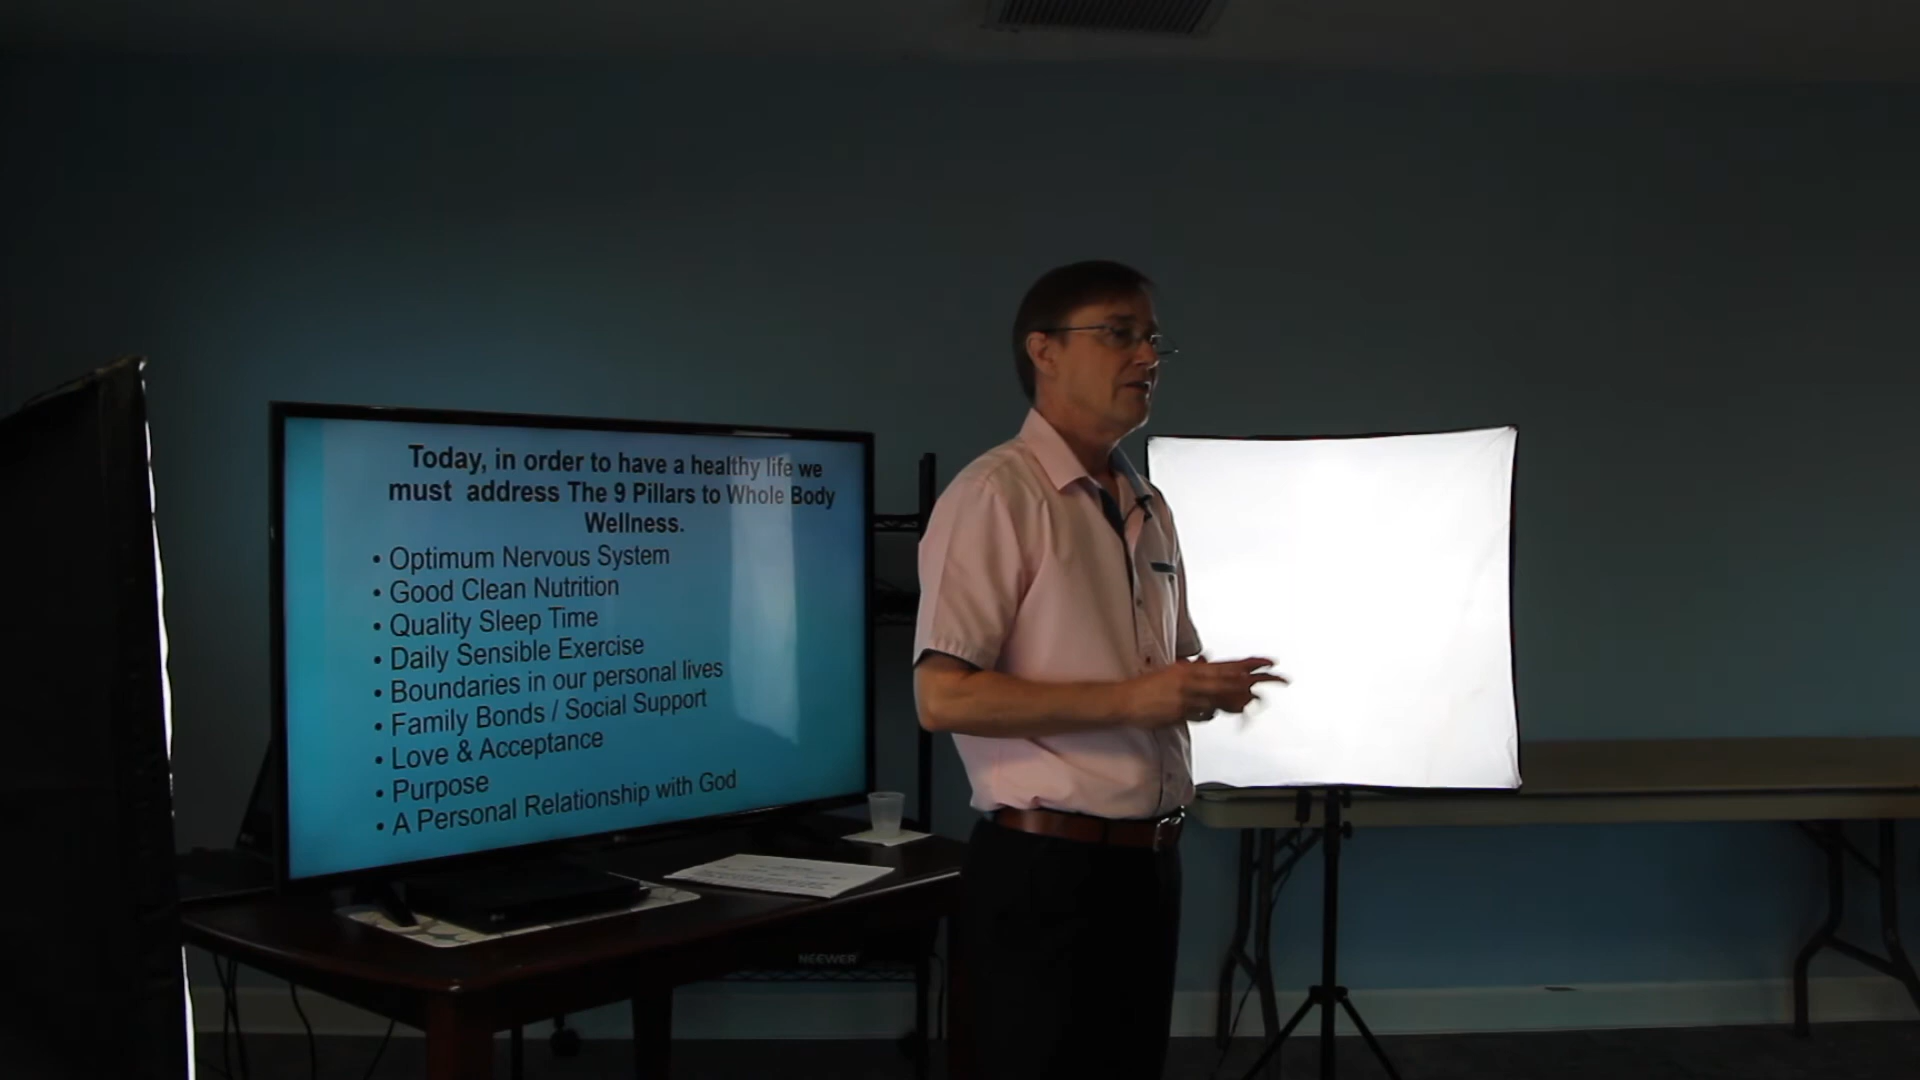 Today, in order to have a healthy life we
must address The 9 Pillars to Whole Body
Wellness.
• Optimum Nervous System
• Good Clean Nutrition
• Quality Sleep Time
• Daily Sensible Exercise
• Boundaries in our personal lives
• Family Bonds / Social Support
• Love & Acceptance
• Purpose
• A Personal Relationship with God
LG
NEEWER